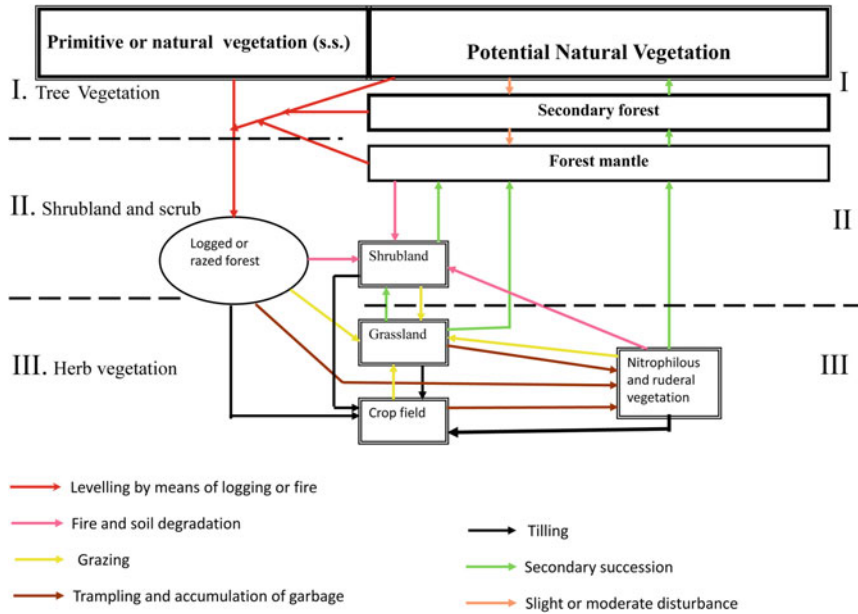 Primitive or natural vegetation (s.s.)
Potential Natural Vegetation
I. Tree Vegetation
I
Secondary forest
Forest mantle
II. Shrubland and scrub
II
Logged or
razed forest
Shrubland
Grassland
III. Herb vegetation
III
Nitrophilous
and ruderal
vegetation
Crop field
Levelling by means of logging or fire
Fire and soil degradation
Grazing
Trampling and accumulation of garbage
Tilling
Secondary succession
Slight or moderate disturbance